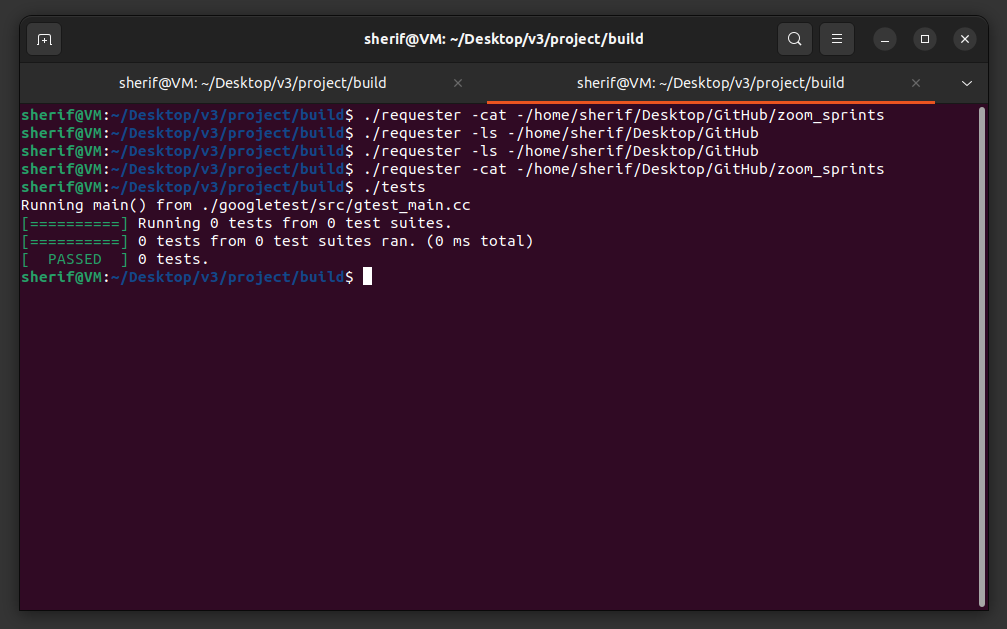 sherif@VM: ~/Desktop/v3/project/build
sherif@VM: ~/Desktop/v3/project/build
sherif@VM: ~/Desktop/v3/project/build
sherif@VM:~/Desktop/v3/project/build$ ./requester -cat -/home/sherif/Desktop/GitHub/zoom_sprints
sherif@VM:~/Desktop/v3/project/build$ ./requester -ls -/home/sherif/Desktop/GitHub
sherif@VM:~/Desktop/v3/project/build$ ./requester -ls -/home/sherif/Desktop/GitHub
sherif@VM:~/Desktop/v3/project/build$ ./requester -cat -/home/sherif/Desktop/GitHub/zoom_sprints
sherif@VM:~/Desktop/v3/project/build$ ./tests
Running main() from ./googletest/src/gtest_main.cc
[==========] Running 0 tests from 0 test suites.
[==========] 0 tests from 0 test suites ran. (0 ms total)
[  PASSED  ] 0 tests.
sherif@VM:~/Desktop/v3/project/build$